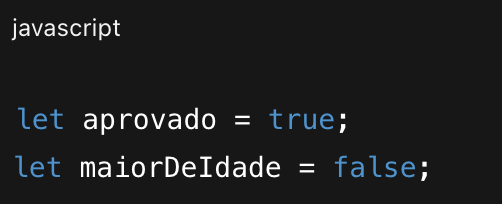 javascript
let aprovado = true;
let maiorDeIdade = false;